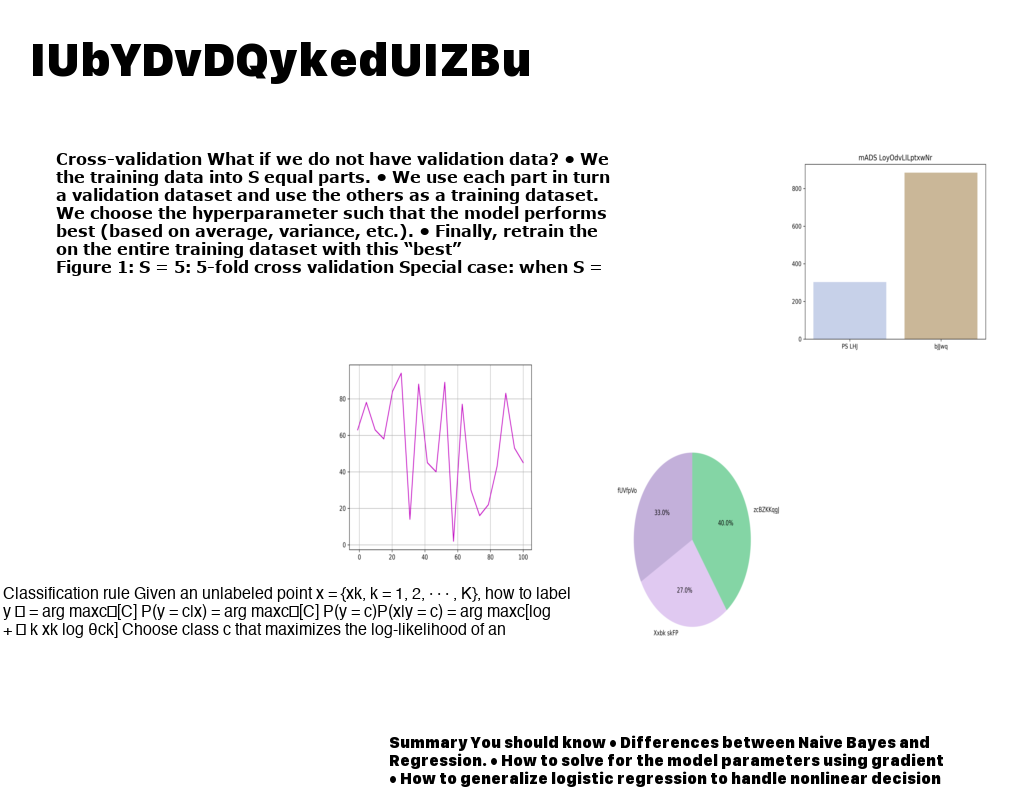 IUbYDvDQykedUIZBu
Cross-validation What if we do not have validation data? ● We
the training data into S equal parts. ● We use each part in turn
a validation dataset and use the others as a training dataset.
We choose the hyperparameter such that the model performs
best (based on average, variance, etc.). ● Finally, retrain the
on the entire training dataset with this “best”
Figure 1: S = 5: 5-fold cross validation Special case: when S =
mADS LoyOdvLILptxwNr
800
600
400
200
0
PS LHJ
bJJwq
80
60
40
20
0
0 20 40 60 80 100
fUVfpVo
33.0%
zcBZKKqgJ
40.0%
27.0%
Xxbk skFP
Classification rule Given an unlabeled point x = {xk, k = 1, 2, · · · , K}, how to label
y □ = arg maxc□[C] P(y = c|x) = arg maxc□[C] P(y = c)P(x|y = c) = arg maxc[log
+ □ k xk log θck] Choose class c that maximizes the log-likelihood of an
Summary You should know ● Differences between Naive Bayes and
Regression. ● How to solve for the model parameters using gradient
● How to generalize logistic regression to handle nonlinear decision